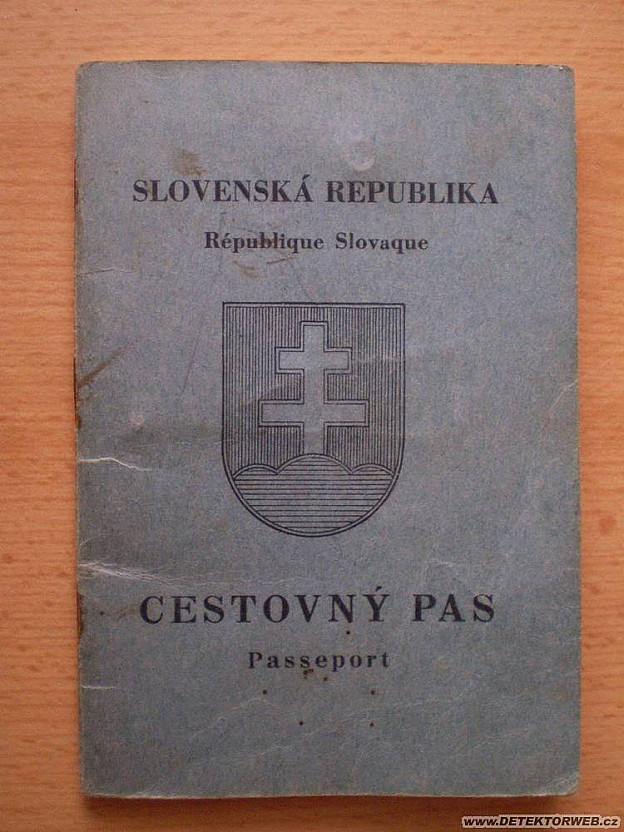 SLOVENSKÁ REPUBLIKA
République Slovaque
CESTOVNÝ PAS
Passeport
WWW.DETEKTORWEB.cz